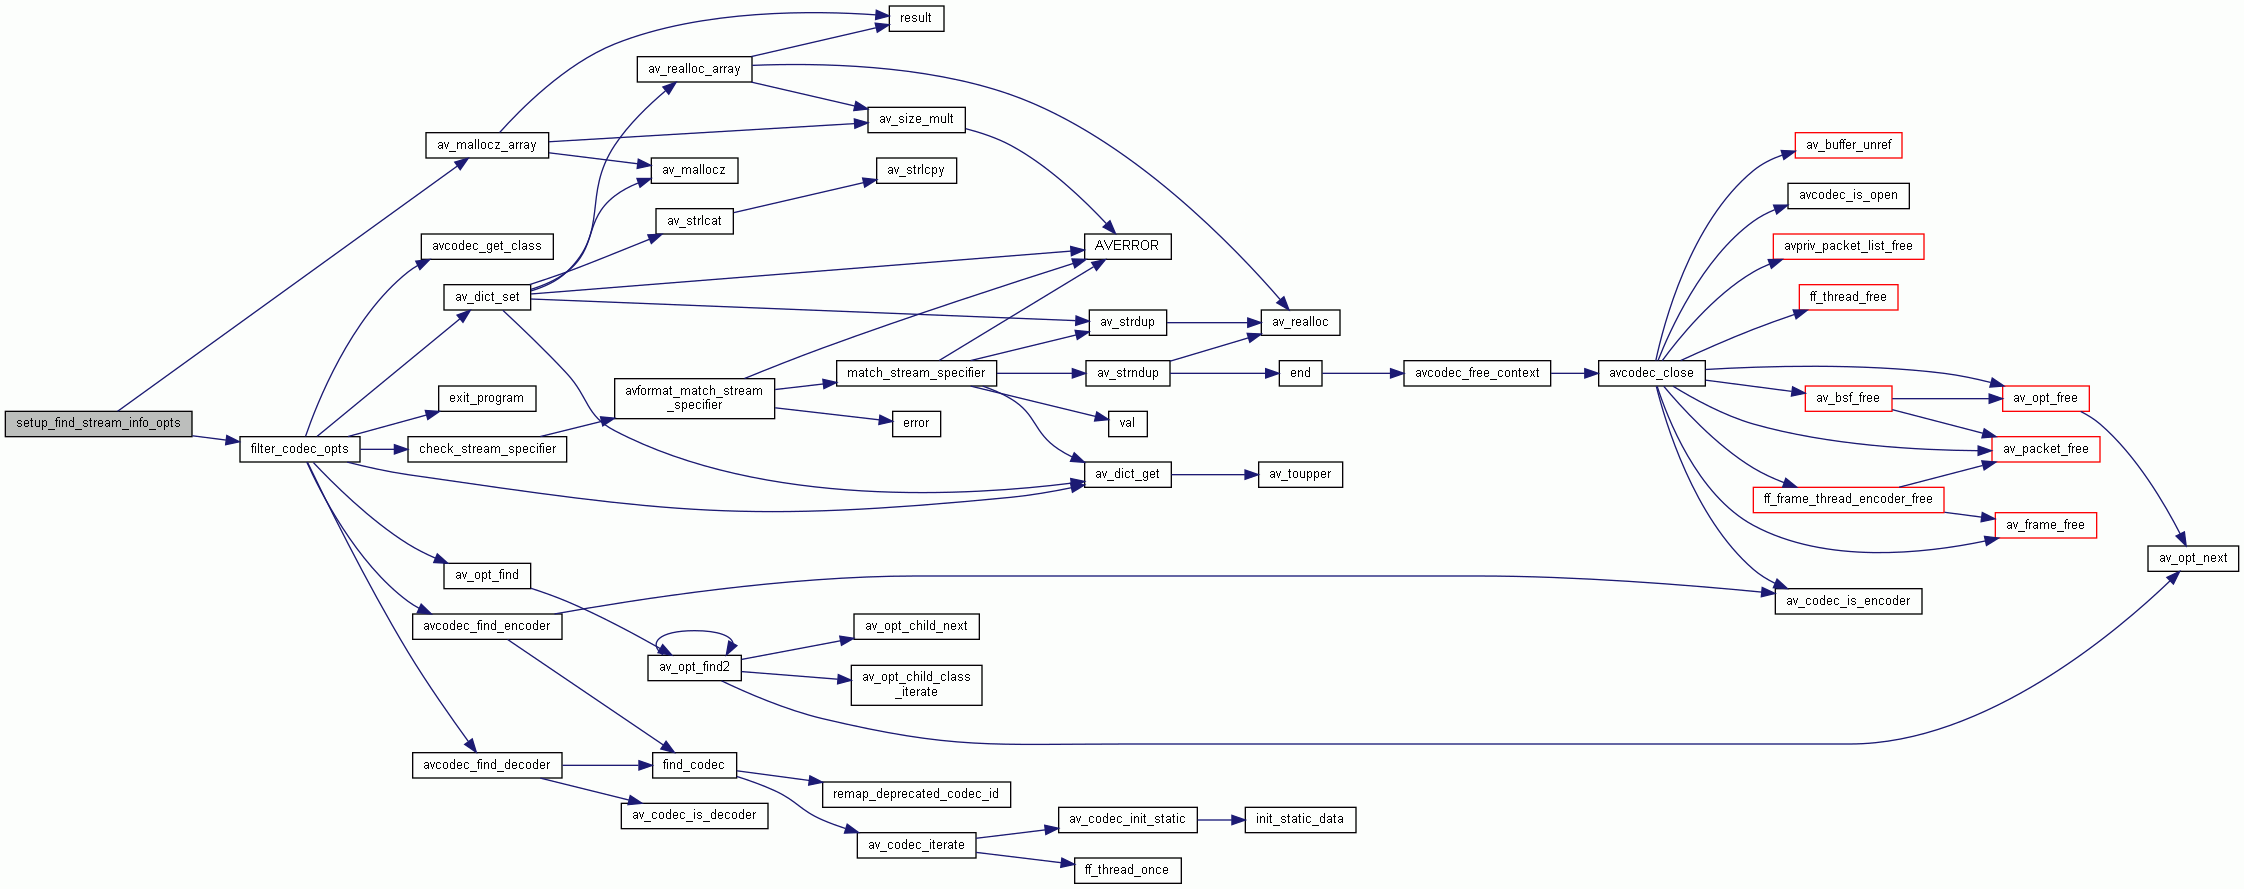 result
av_realloc_array
av_size_mult
av_mallocz_array
av_buffer_unref
av_mallocz
av_strlcpy
avcodec_is_open
av_strlcat
avcodec_get_class
AVERROR
avpriv_packet_list_free
av_dict_set
ff_thread_free
av_strdup
av_realloc
match_stream_specifier
av_strndup
end
avcodec_free_context
avcodec_close
avformat_match_stream
_specifier
exit_program
av_bsf_free
av_opt_free
setup_find_stream_info_opts
error
val
filter_codec_opts
check_stream_specifier
av_packet_free
av_dict_get
av_toupper
ff_frame_thread_encoder_free
av_frame_free
av_opt_next
av_opt_find
av_codec_is_encoder
avcodec_find_encoder
av_opt_child_next
av_opt_find2
av_opt_child_class
_iterate
avcodec_find_decoder
find_codec
remap_deprecated_codec_id
av_codec_is_decoder
av_codec_init_static
init_static_data
av_codec_iterate
ff_thread_once